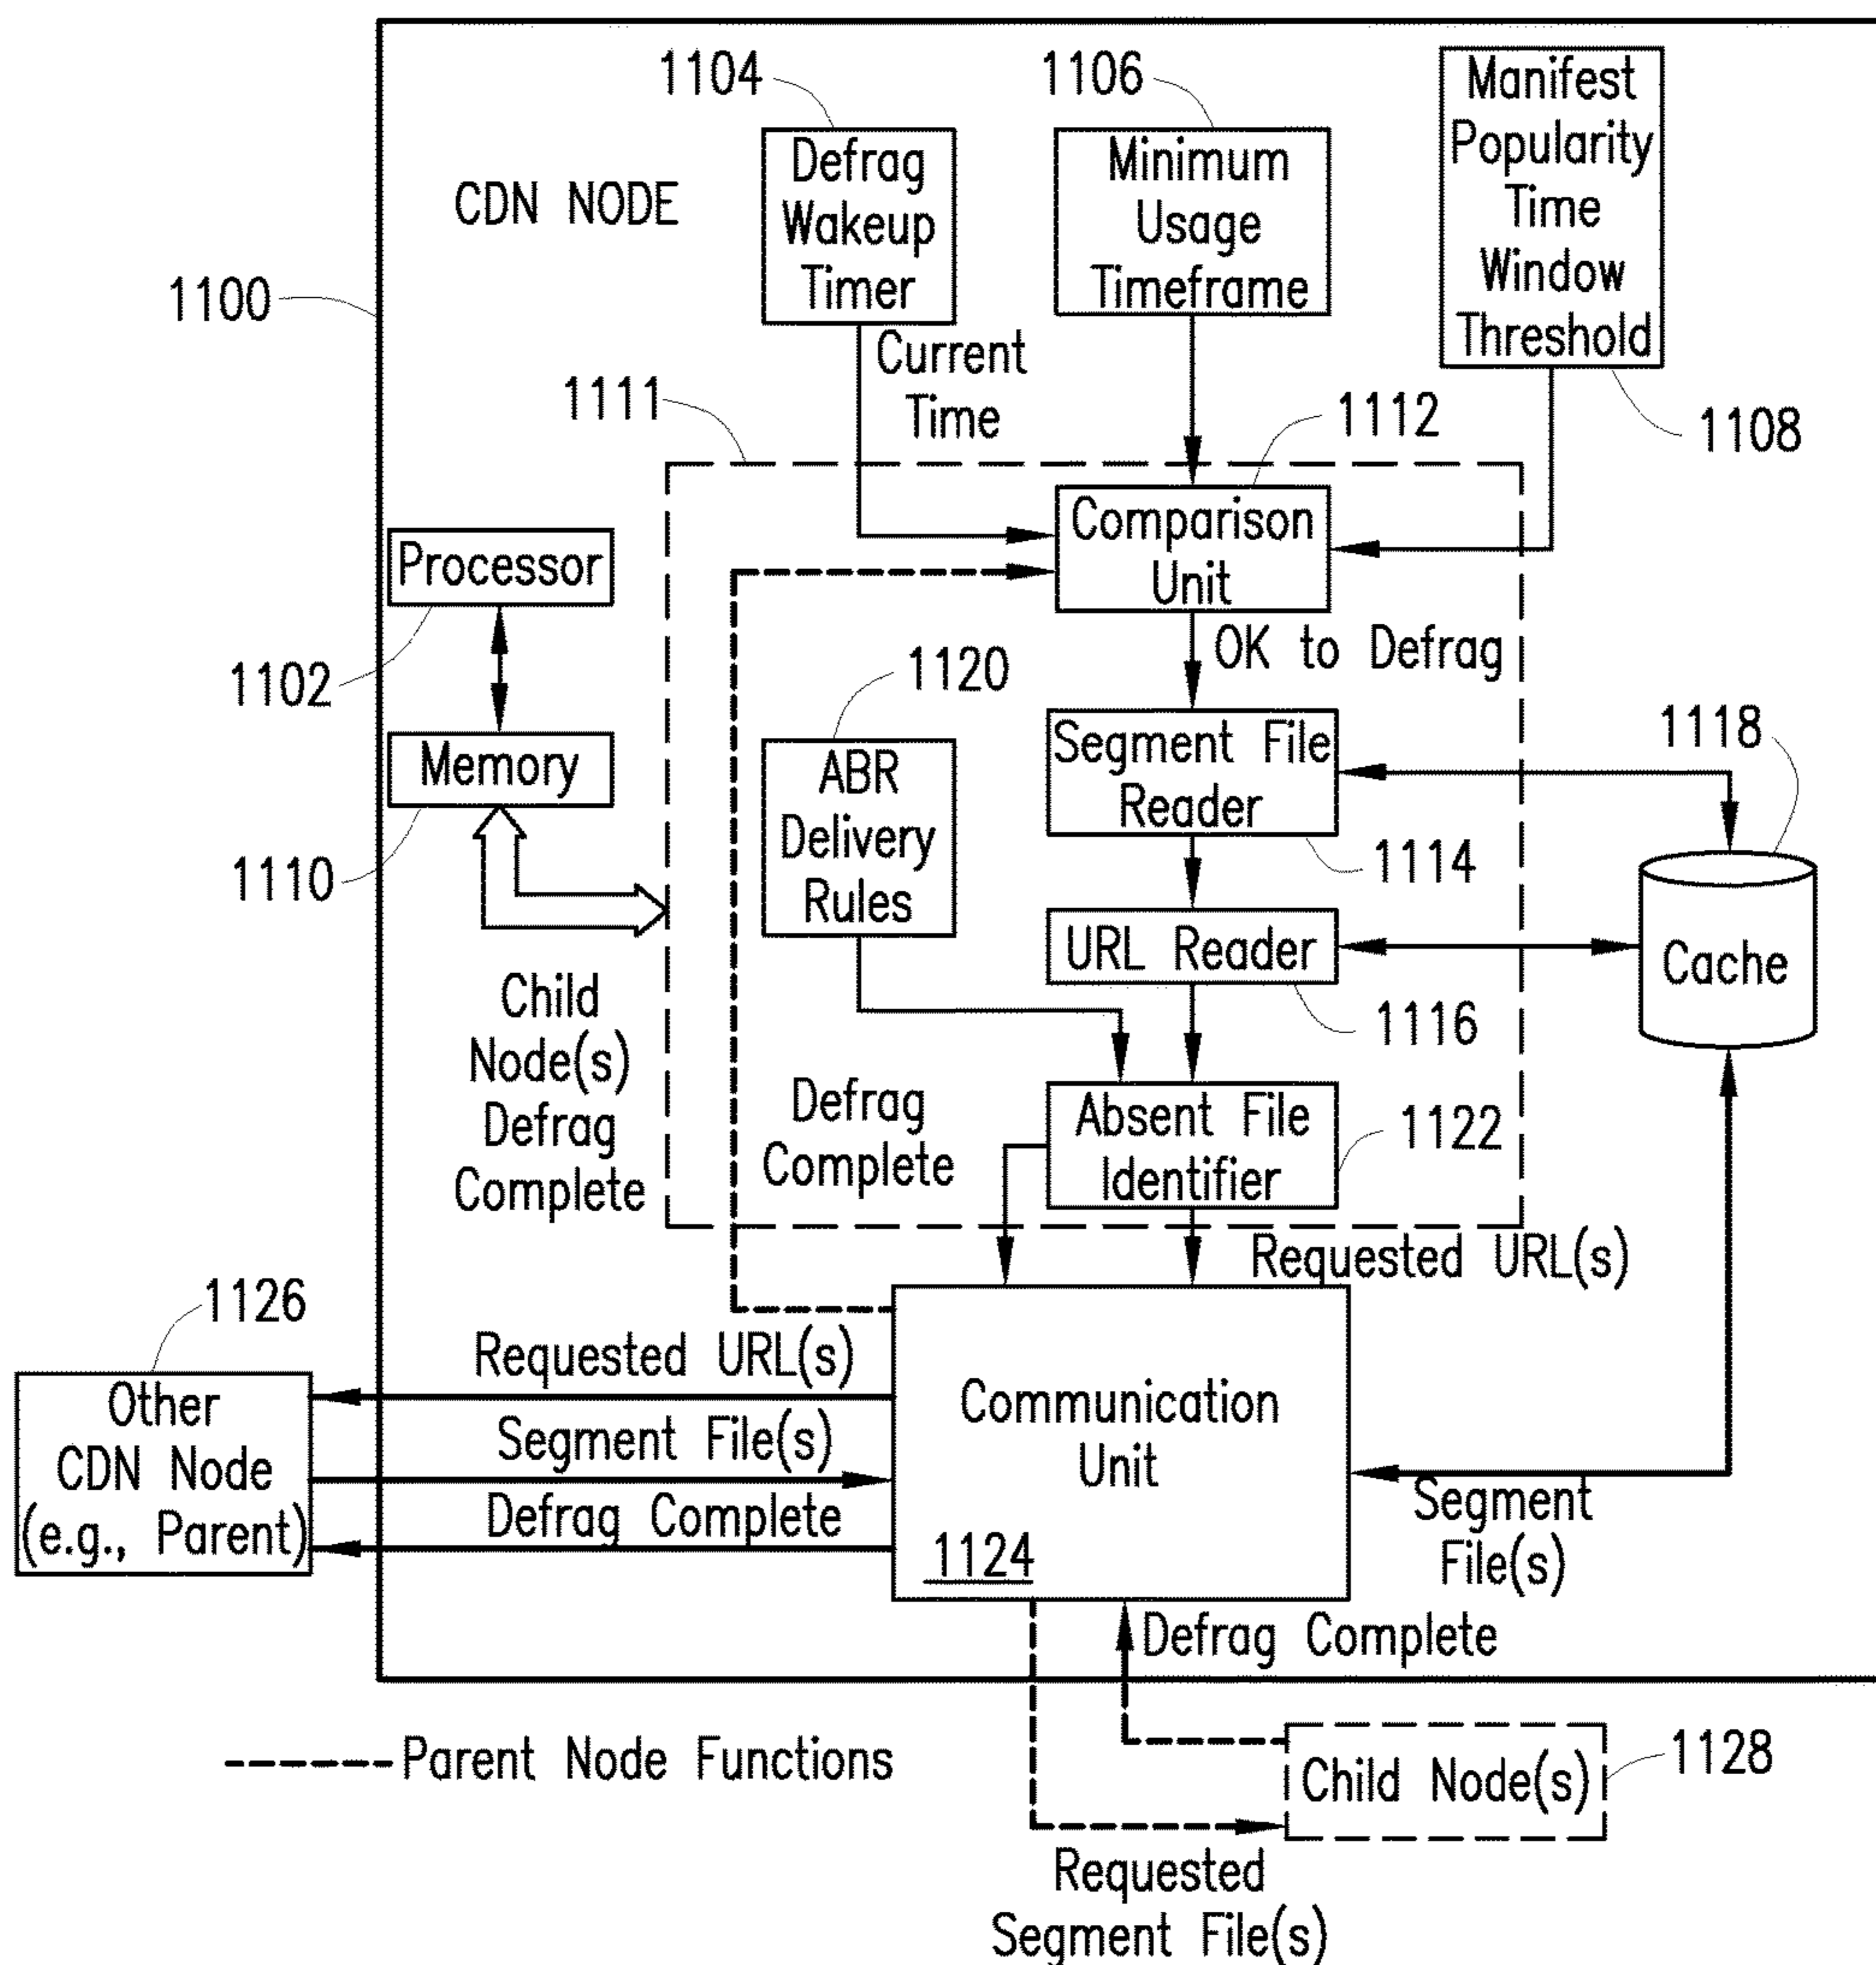 1104
1106
Manifest
Popularity
Time
Window
Threshold
CDN NODE
Defrag
Wakeup
Timer
Minimum
Usage
Timeframe
1100
Current
Time
1111
1112
1108
Comparison
Unit
Processor
1102
OK to Defrag
1120
Memory
1110
ABR
Delivery
Rules
Segment File
Reader
1114
1118
Cache
URL Reader
1116
Child
Node(s)
Defrag
Complete
Defrag
Complete
Absent File
Identifier
1122
Requested URL(s)
1126
Other
CDN Node
(e.g., Parent)
Requested URL(s)
Segment File(s)
Defrag Complete
Communication
Unit
1124
Segment
File(s)
Defrag Complete
Parent Node Functions
Child Node(s)
1128
Requested
Segment File(s)